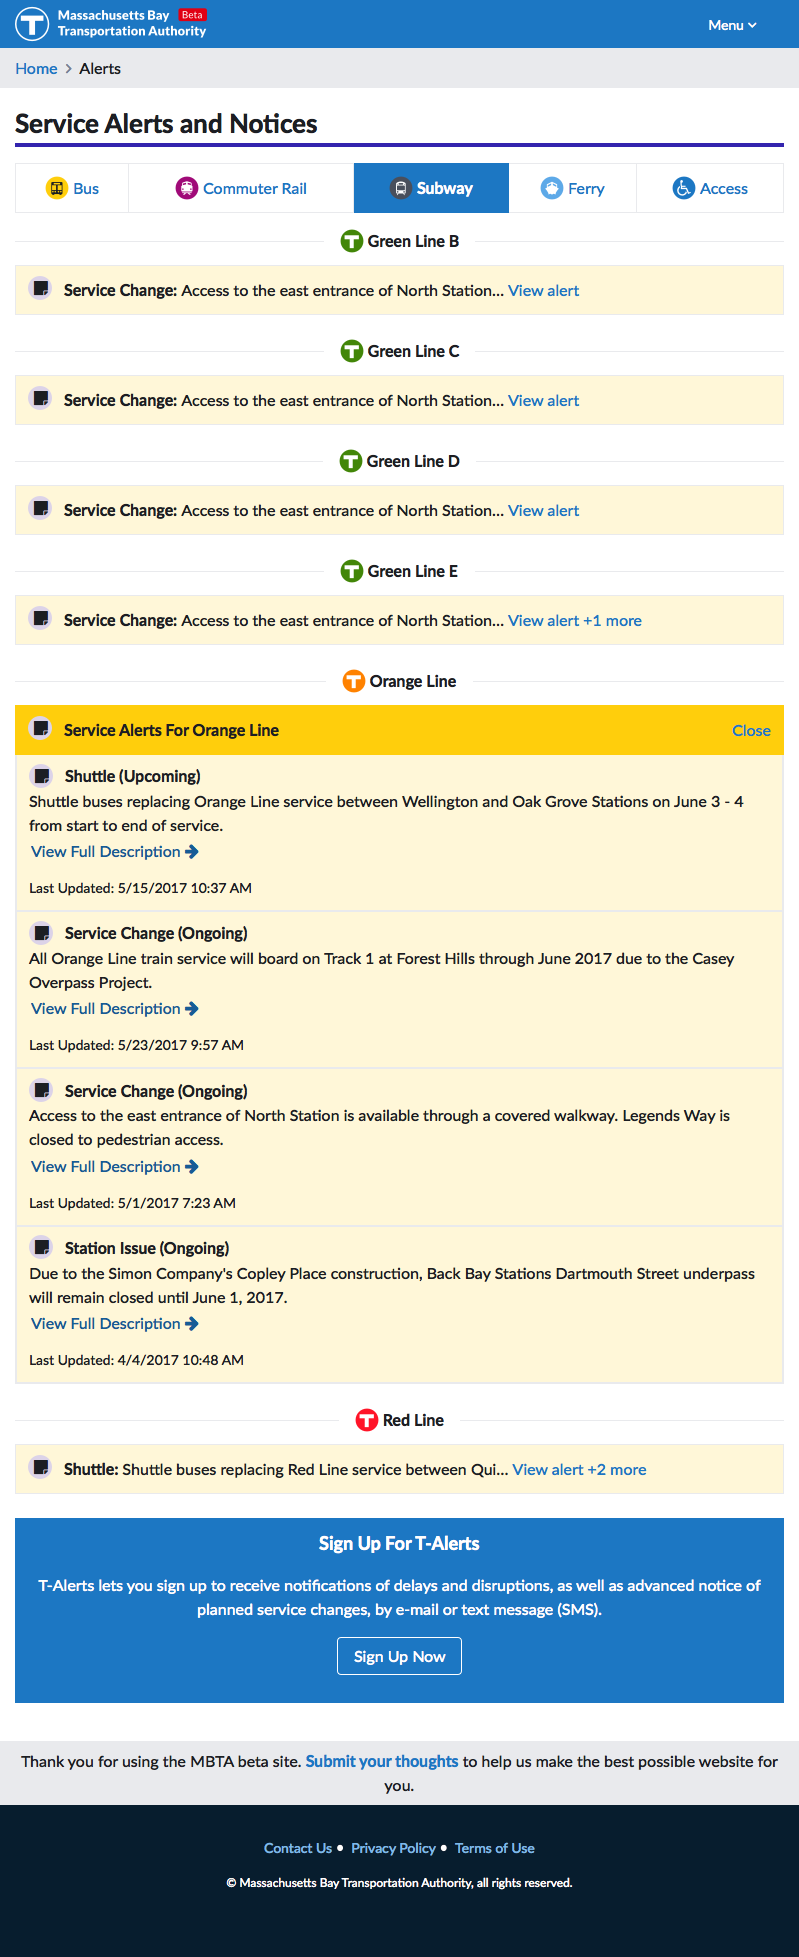 Massachusetts Bay Beta
Transportation Authority
Menu
Home > Alerts
Service Alerts and Notices
Bus Commuter Rail Subway Ferry Access
T Green Line B
Service Change: Access to the east entrance of North Station... View alert
T Green Line C
Service Change: Access to the east entrance of North Station... View alert
T Green Line D
Service Change: Access to the east entrance of North Station... View alert
T Green Line E
Service Change: Access to the east entrance of North Station... View alert +1 more
T Orange Line
Service Alerts For Orange Line Close
Shuttle (Upcoming)
Shuttle buses replacing Orange Line service between Wellington and Oak Grove Stations on June 3 - 4
from start to end of service.
View Full Description
Last Updated: 5/15/2017 10:37 AM
Service Change (Ongoing)
All Orange Line train service will board on Track 1 at Forest Hills through June 2017 due to the Casey
Overpass Project.
View Full Description
Last Updated: 5/23/2017 9:57 AM
Service Change (Ongoing)
Access to the east entrance of North Station is available through a covered walkway. Legends Way is
closed to pedestrian access.
View Full Description
Last Updated: 5/1/2017 7:23 AM
Station Issue (Ongoing)
Due to the Simon Company's Copley Place construction, Back Bay Stations Dartmouth Street underpass
will remain closed until June 1, 2017.
View Full Description
Last Updated: 4/4/2017 10:48 AM
T Red Line
Shuttle: Shuttle buses replacing Red Line service between Qui... View alert +2 more
Sign Up For T-Alerts
T-Alerts lets you sign up to receive notifications of delays and disruptions, as well as advanced notice of
planned service changes, by e-mail or text message (SMS).
Sign Up Now
Thank you for using the MBTA beta site. Submit your thoughts to help us make the best possible website for
you.
Contact Us • Privacy Policy • Terms of Use
© Massachusetts Bay Transportation Authority, all rights reserved.